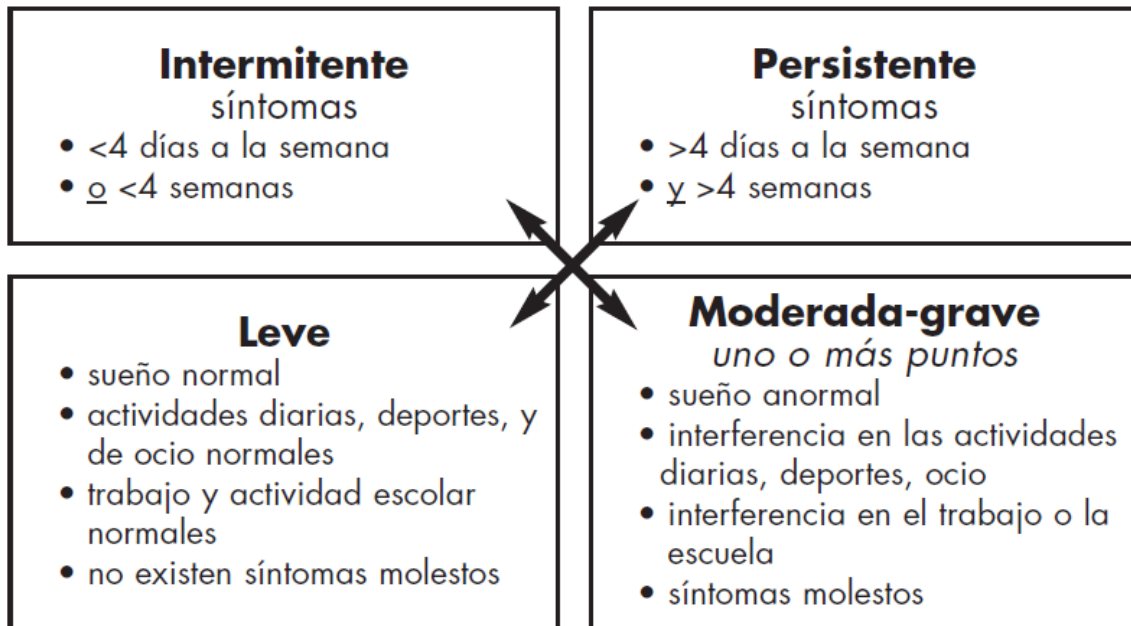 Intermitente
síntomas
• <4 días a la semana
• o <4 semanas
Persistente
síntomas
• >4 días a la semana
• y >4 semanas
Leve
• sueño normal
• actividades diarias, deportes, y
de ocio normales
• trabajo y actividad escolar
normales
• no existen síntomas molestos
Moderada-grave
uno o más puntos
• sueño anormal
• interferencia en las actividades
diarias, deportes, ocio
• interferencia en el trabajo o la
escuela
• síntomas molestos